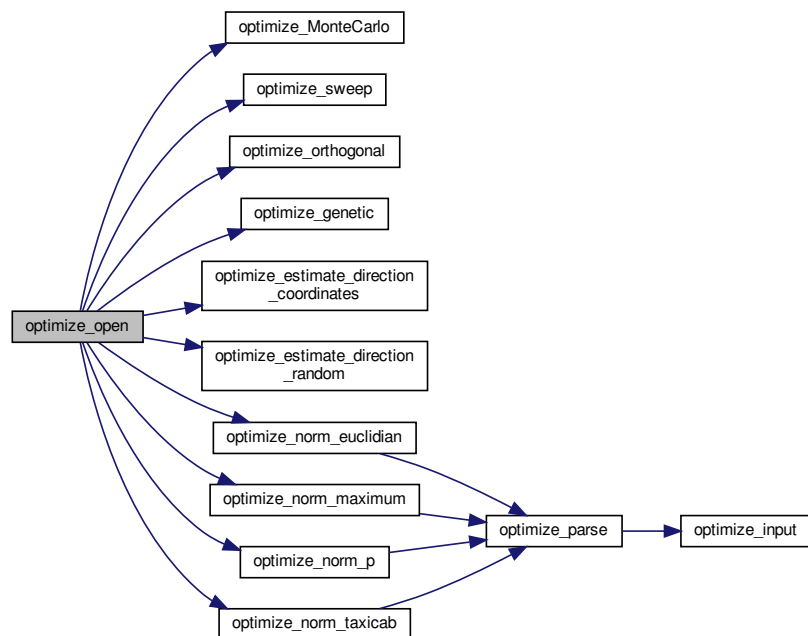 optimize_MonteCarlo
optimize_sweep
optimize_orthogonal
optimize_genetic
optimize_estimate_direction
_coordinates
optimize_open
optimize_estimate_direction
_random
optimize_norm_euclidian
optimize_norm_maximum
optimize_parse
optimize_input
optimize_norm_p
optimize_norm_taxicab